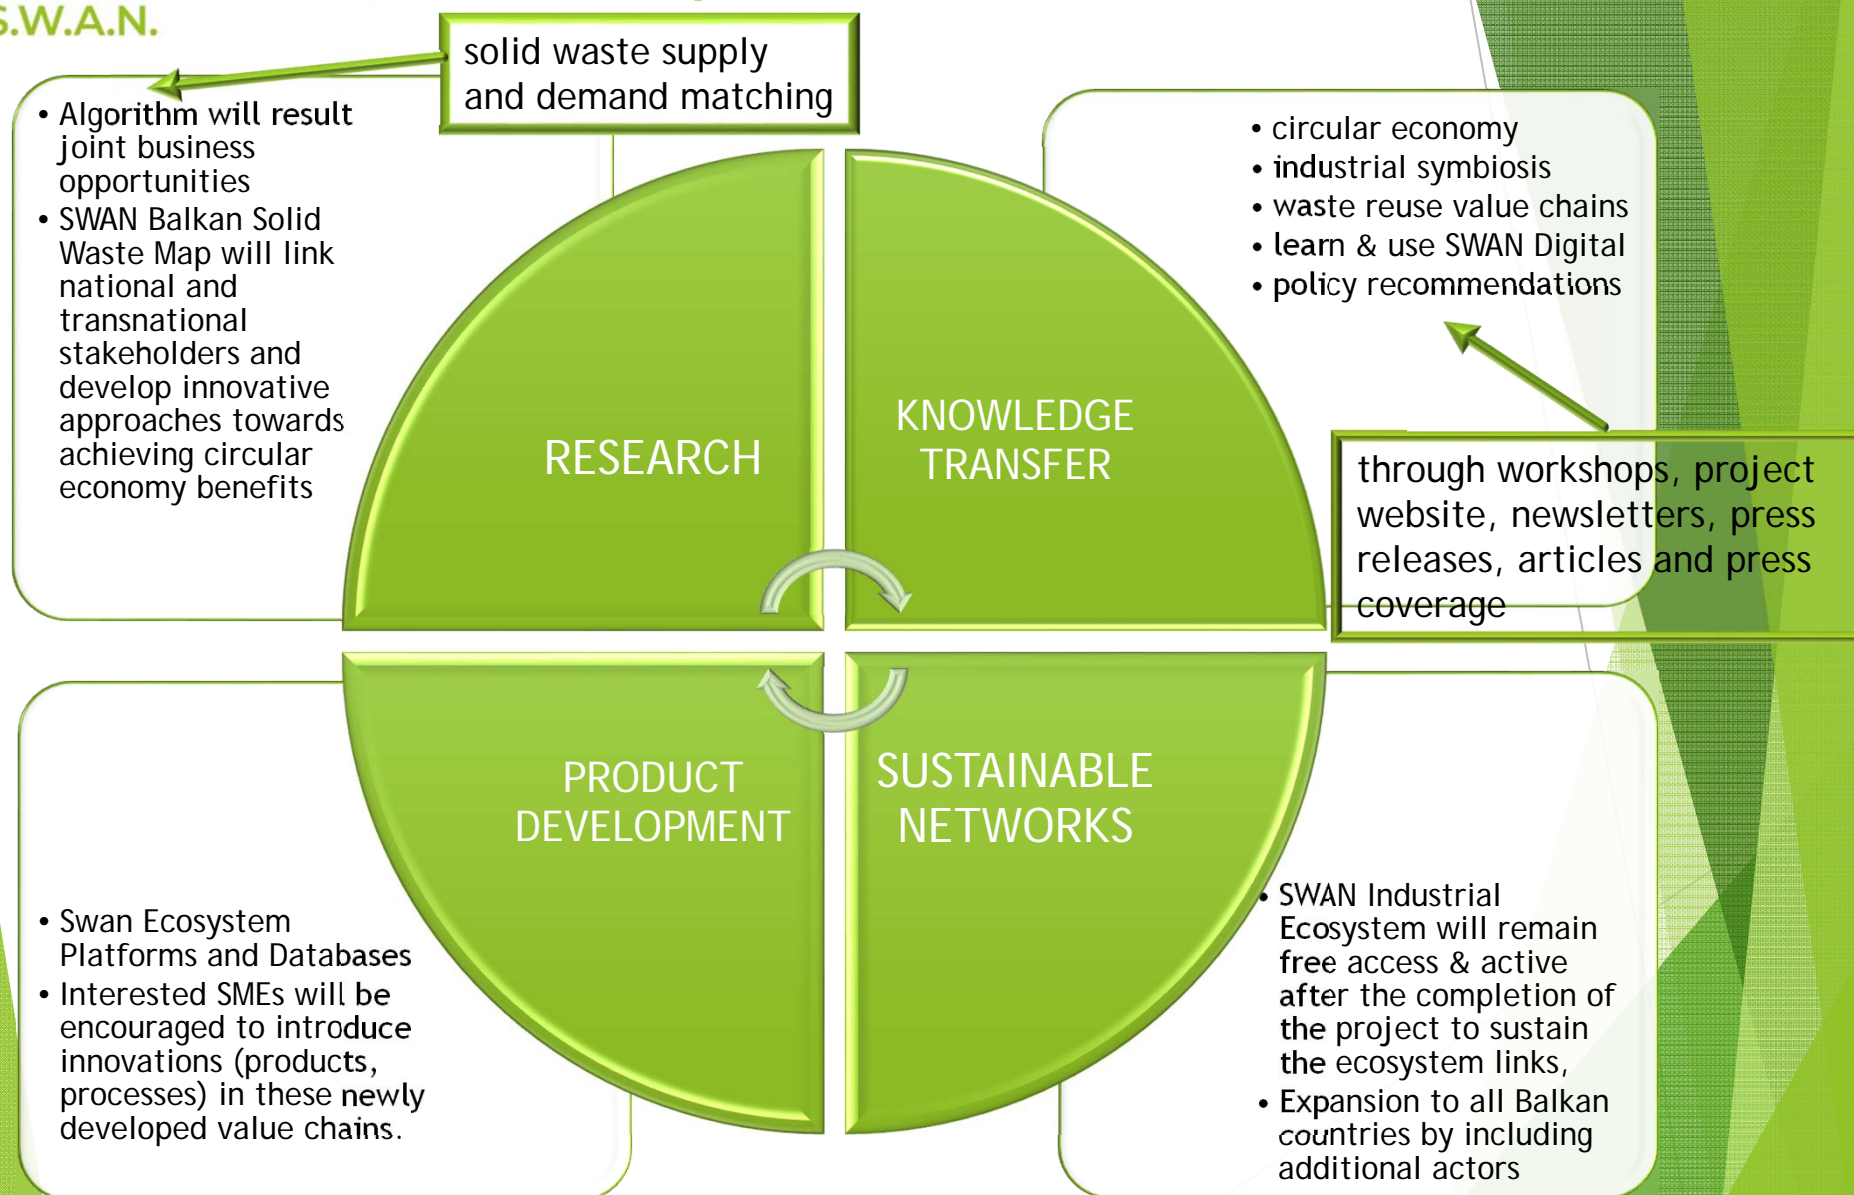 S.W.A.N.
solid waste supply
and demand matching
• Algorithm will result
joint business
opportunities
• SWAN Balkan Solid
Waste Map will link
national and
transnational
stakeholders and
develop innovative
approaches towards
achieving circular
economy benefits
• circular economy
• industrial symbiosis
• waste reuse value chains
• learn & use SWAN Digital
• policy recommendations
RESEARCH
KNOWLEDGE
TRANSFER
through workshops, project
website, newsletters, press
releases, articles and press
coverage
PRODUCT
DEVELOPMENT
SUSTAINABLE
NETWORKS
• Swan Ecosystem
Platforms and Databases
• Interested SMEs will be
encouraged to introduce
innovations (products,
processes) in these newly
developed value chains.
• SWAN Industrial
Ecosystem will remain
free access & active
after the completion of
the project to sustain
the ecosystem links,
• Expansion to all Balkan
countries by including
additional actors